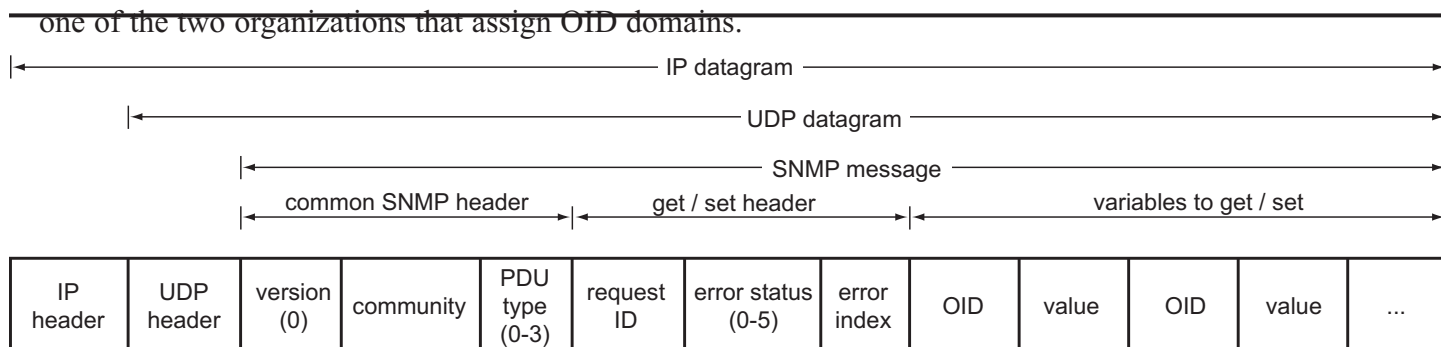 one of the two organizations that assign OID domains.
IP datagram
UDP datagram
SNMP message
common SNMP header
get / set header
variables to get / set
IP
header
UDP
header
version
(0)
community
PDU
type
(0-3)
request
ID
error status
(0-5)
error
index
OID
value
OID
value
...